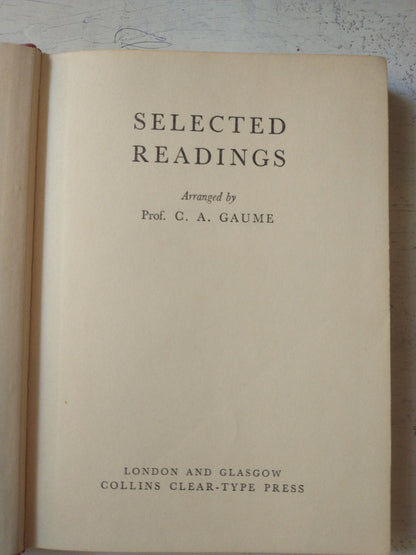 SELECTED
READINGS
Arranged by
Prof. C. A. GAUME
LONDON AND GLASGOW
COLLINS CLEAR-TYPE PRESS